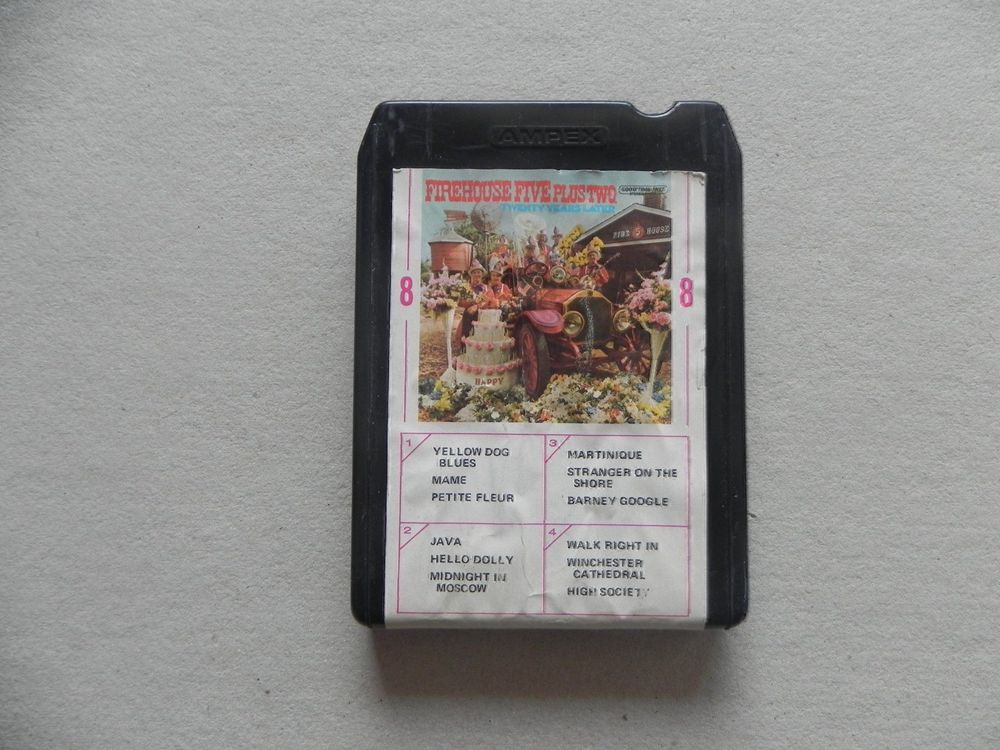 AMPEX
FIREHOUSE FIVE PLUS TWO
GOOD TIME JAZZ
TWENTY YEARS LATER
FIRE 5 HOUSE
8
8
HAPPY
1
YELLOW DOG
BLUES
MAME
PETITE FLEUR
2
JAVA
HELLO DOLLY
MIDNIGHT IN
MOSCOW
3
MARTINIQUE
STRANGER ON THE
SHORE
BARNEY GOOGLE
4
WALK RIGHT IN
WINCHESTER
CATHEDRAL
HIGH SOCIETY